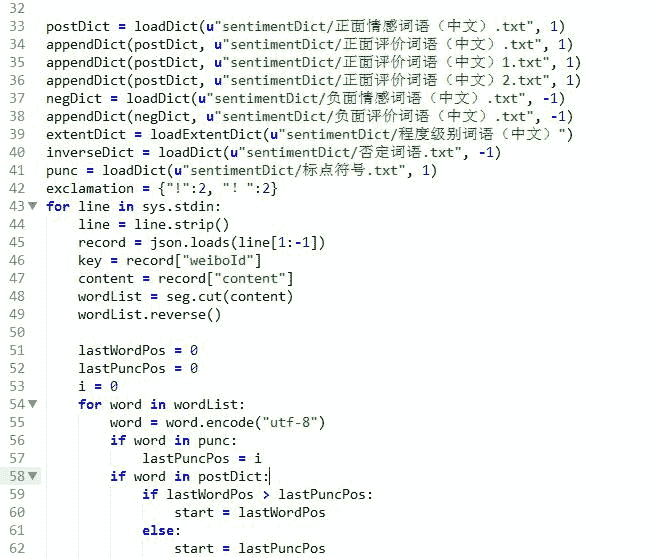 32
33 postDict = loadDict(u"sentimentDict/正面情感词语（中文）.txt", 1)
34 appendDict(postDict, u"sentimentDict/正面评价词语（中文）.txt", 1)
35 appendDict(postDict, u"sentimentDict/正面评价词语（中文）1.txt", 1)
36 appendDict(postDict, u"sentimentDict/正面评价词语（中文）2.txt", 1)
37 negDict = loadDict(u"sentimentDict/负面情感词语（中文）.txt", -1)
38 appendDict(negDict, u"sentimentDict/负面评价词语（中文）.txt", -1)
39 extentDict = loadExtentDict(u"sentimentDict/程度级别词语（中文）")
40 inverseDict = loadDict(u"sentimentDict/否定词语.txt", -1)
41 punc = loadDict(u"sentimentDict/标点符号.txt", 1)
42 exclamation = {"!":2, "！":2}
43 for line in sys.stdin:
44     line = line.strip()
45     record = json.loads(line[1:-1])
46     key = record["weiboId"]
47     content = record["content"]
48     wordList = seg.cut(content)
49     wordList.reverse()
50
51     lastWordPos = 0
52     lastPuncPos = 0
53     i = 0
54     for word in wordList:
55         word = word.encode("utf-8")
56         if word in punc:
57             lastPuncPos = i
58         if word in postDict:
59             if lastWordPos > lastPuncPos:
60                 start = lastWordPos
61             else:
62                 start = lastPuncPos